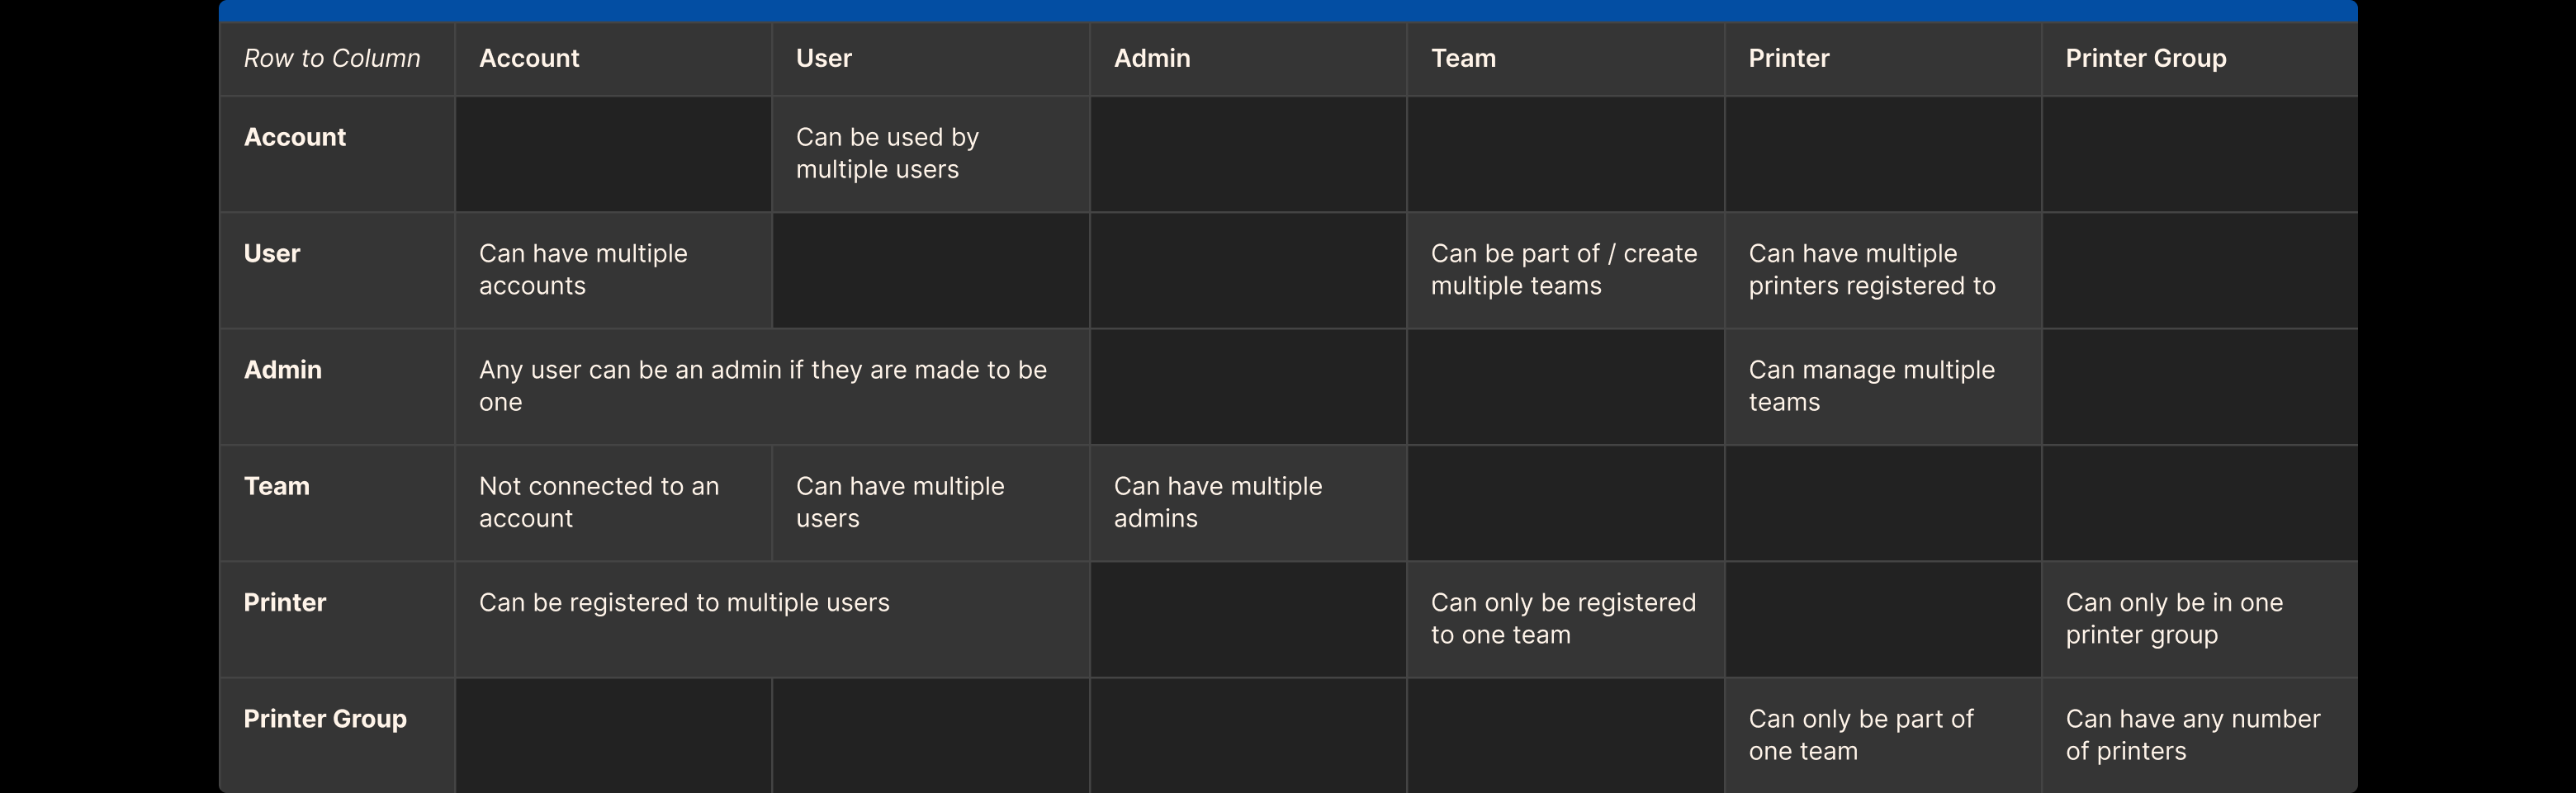 Row to Column Account User Admin Team Printer Printer Group
Account Can be used by
multiple users
User Can have multiple Can be part of / create Can have multiple
accounts multiple teams printers registered to
Admin Any user can be an admin if they are made to be Can manage multiple
one teams
Team Not connected to an Can have multiple Can have multiple
account users admins
Printer Can be registered to multiple users Can only be registered Can only be in one
to one team printer group
Printer Group Can only be part of Can have any number
one team of printers